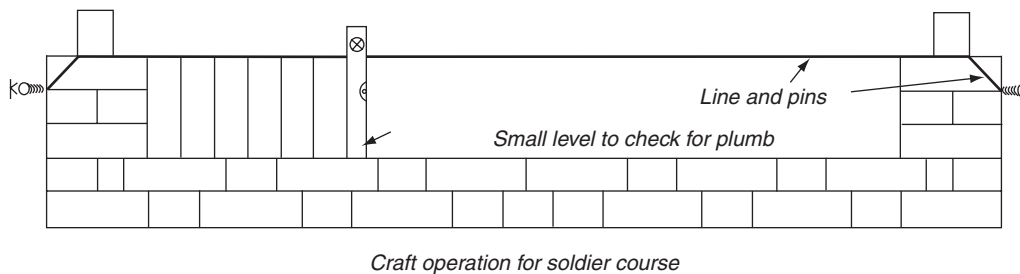 Line and pins
Small level to check for plumb
Craft operation for soldier course